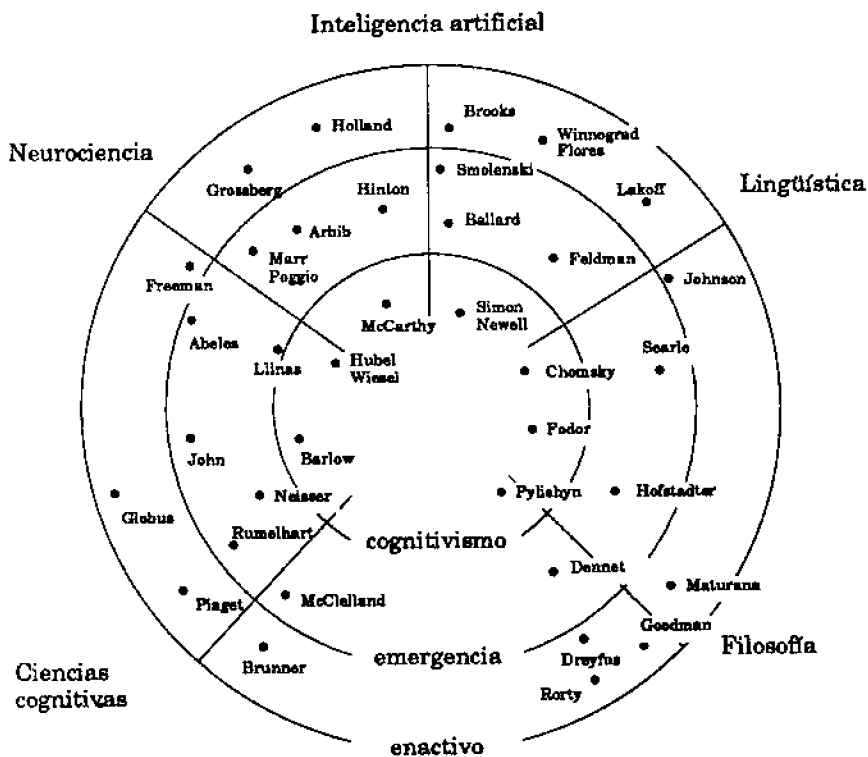 Inteligencia artificial
Holland
Brooks
Winnograd
Flores
Neurociencia
Grossberg
Hinton
Smolenski
Lakoff
Lingüística
Arbib
Ballard
Marr
Poggio
Feldman
Freeman
Johnson
McCarthy
Simon
Newell
Abeles
Llinas
Hubel
Wiesel
Chomsky
Searle
Fodor
John
Barlow
Globus
Neisser
Pylishyn
Hofstadter
Rumelhart
cognitivismo
Dennet
Maturana
Piaget
McClelland
Goodman
Filosofía
Ciencias
cognitivas
Brunner
emergencia
Dreyfus
Rorty
enactivo